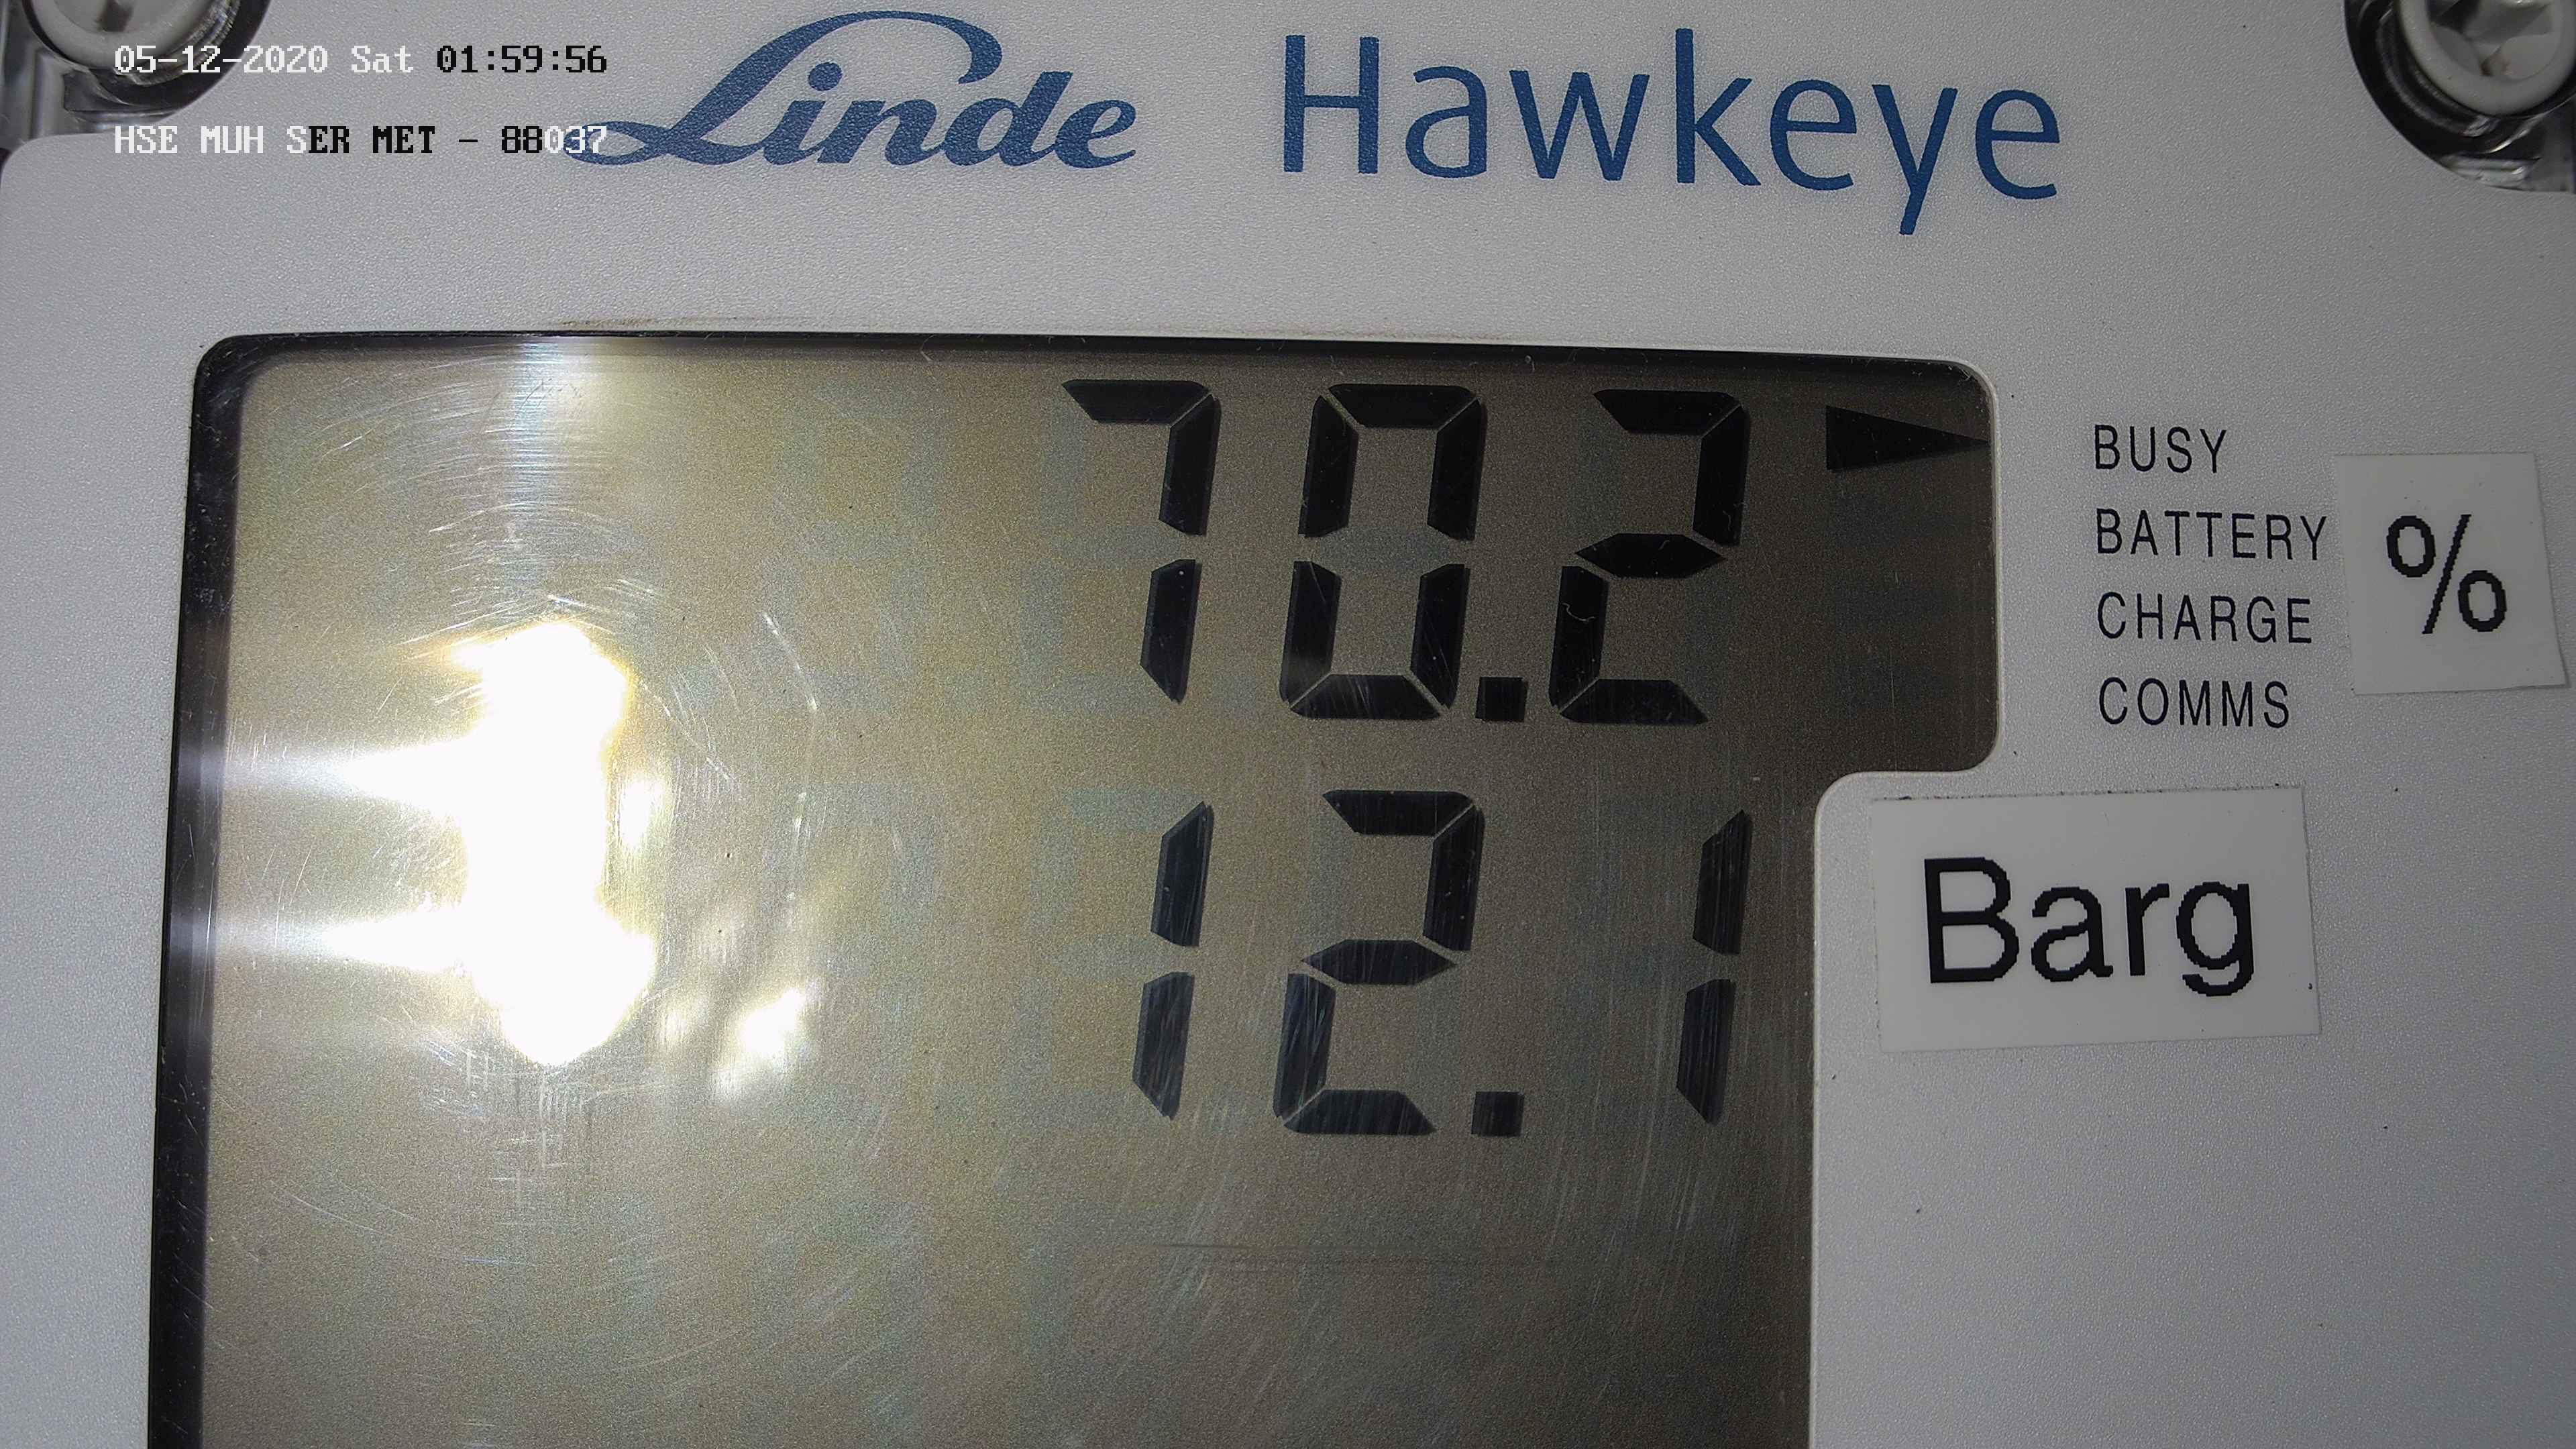 05-12-2020 Sat 01:59:56
HSE MUH SER MET - 88037
Linde Hawkeye
70.2
BUSY
BATTERY
CHARGE
COMMS
%
12.1
Barg